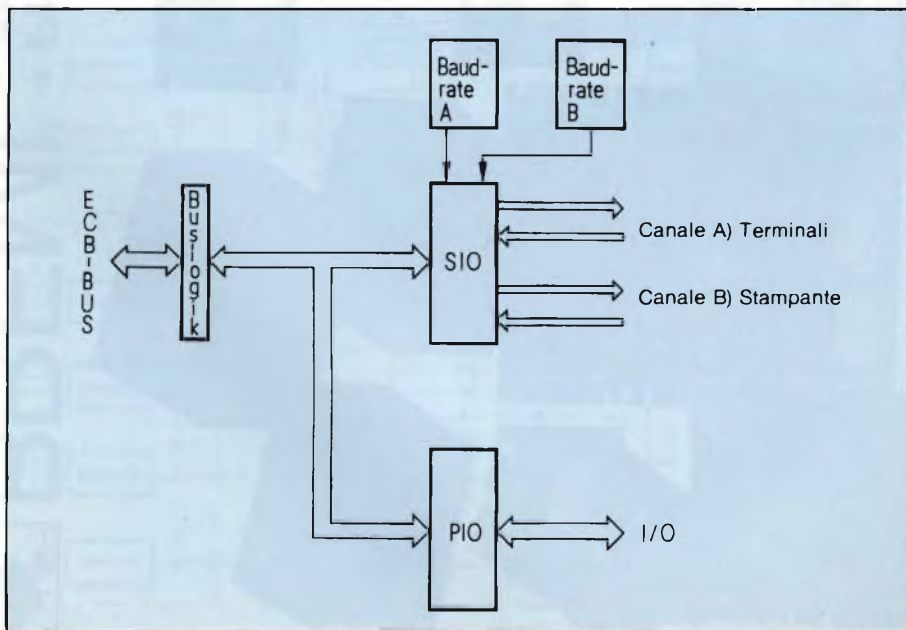 Baud-
rate
A
Baud-
rate
B
ECB-BUS
Buslogik
SIO
Canale A) Terminali
Canale B) Stampante
PIO
I/O